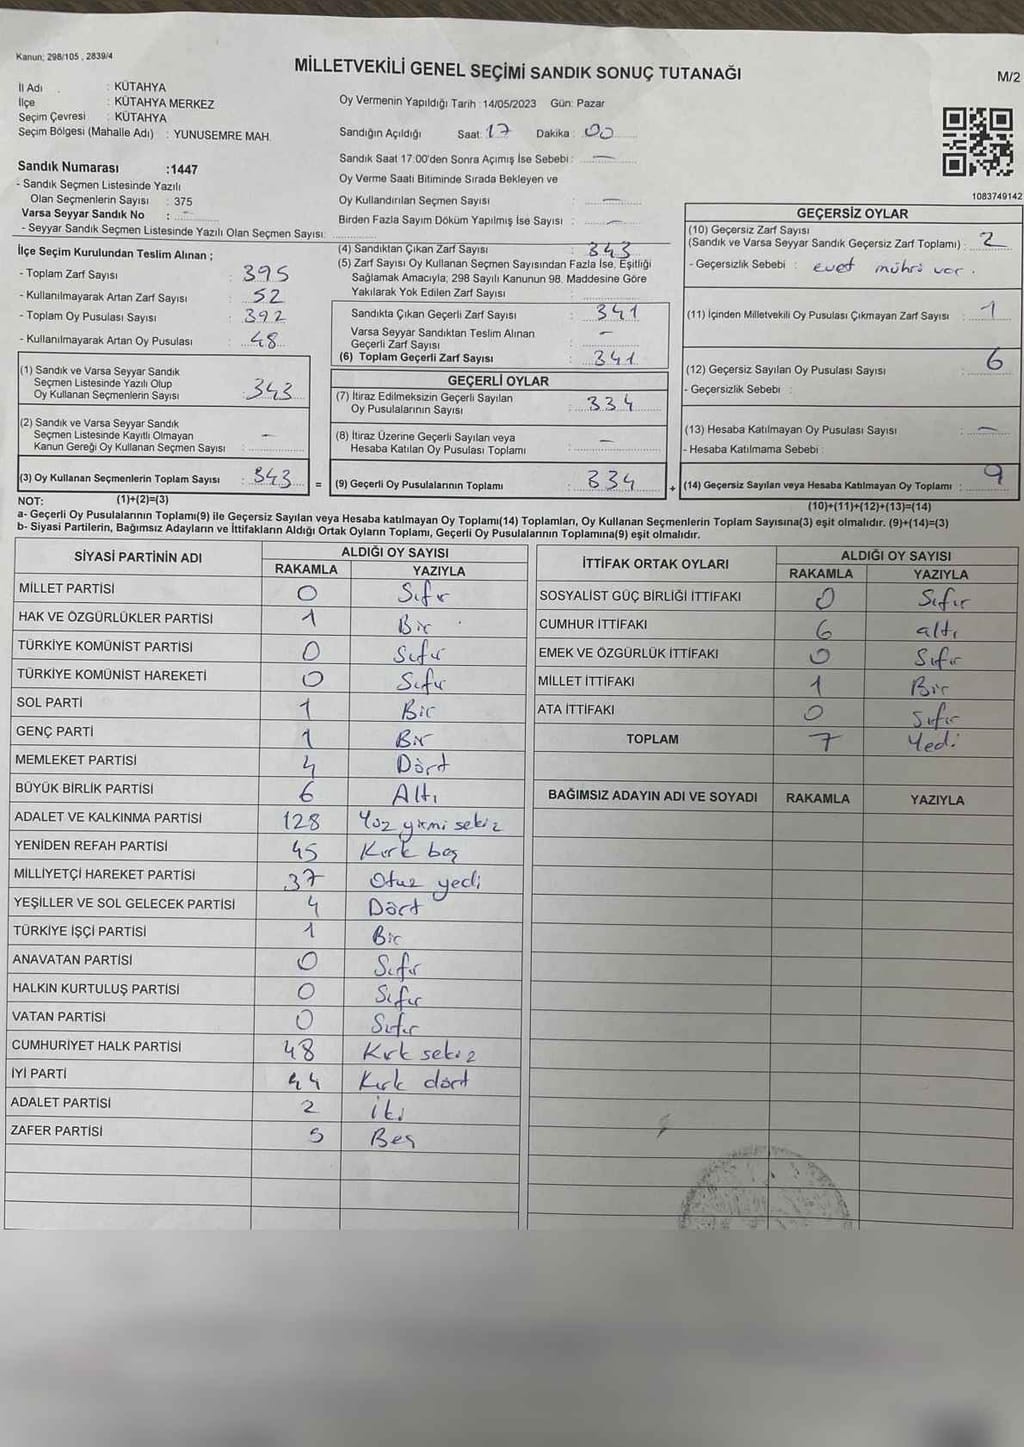 Kanun; 298/105 , 2839/4
MİLLETVEKİLİ GENEL SEÇİMİ SANDIK SONUÇ TUTANAĞI
M/2
İl Adı : KÜTAHYA
İlçe : KÜTAHYA MERKEZ
Seçim Çevresi : KÜTAHYA
Seçim Bölgesi (Mahalle Adı) : YUNUSEMRE MAH.
Sandık Numarası :1447
- Sandık Seçmen Listesinde Yazılı
Olan Seçmenlerin Sayısı : 375
Varsa Seyyar Sandık No : -
- Seyyar Sandık Seçmen Listesinde Yazılı Olan Seçmen Sayısı:
Oy Vermenin Yapıldığı Tarih : 14/05/2023 Gün: Pazar
Sandığın Açıldığı Saat: 17 Dakika : 00
Sandık Saat 17:00'den Sonra Açımış İse Sebebi : -
Oy Verme Saati Bitiminde Sırada Bekleyen ve
Oy Kullandırılan Seçmen Sayısı : -
Birden Fazla Sayım Döküm Yapılmış İse Sayısı : -
1083749142
İlçe Seçim Kurulundan Teslim Alınan ;
- Toplam Zarf Sayısı : 395
- Kullanılmayarak Artan Zarf Sayısı : 52
- Toplam Oy Pusulası Sayısı : 392
- Kullanılmayarak Artan Oy Pusulası : 48
(1) Sandık ve Varsa Seyyar Sandık
Seçmen Listesinde Yazılı Olup
Oy Kullanan Seçmenlerin Sayısı : 343
(2) Sandık ve Varsa Seyyar Sandık
Seçmen Listesinde Kayıtlı Olmayan
Kanun Gereği Oy Kullanan Seçmen Sayısı : -
(3) Oy Kullanan Seçmenlerin Toplam Sayısı : 343
(4) Sandıktan Çıkan Zarf Sayısı : 343
(5) Zarf Sayısı Oy Kullanan Seçmen Sayısından Fazla İse, Eşitliği
Sağlamak Amacıyla; 298 Sayılı Kanunun 98. Maddesine Göre
Yakılarak Yok Edilen Zarf Sayısı :
Sandıkta Çıkan Geçerli Zarf Sayısı : 341
Varsa Seyyar Sandıktan Teslim Alınan
Geçerli Zarf Sayısı : -
(6) Toplam Geçerli Zarf Sayısı : 341
GEÇERLİ OYLAR
(7) İtiraz Edilmeksizin Geçerli Sayılan
Oy Pusulalarının Sayısı : 334
(8) İtiraz Üzerine Geçerli Sayılan veya
Hesaba Katılan Oy Pusulası Toplamı : -
= (9) Geçerli Oy Pusulalarının Toplamı : 334
GEÇERSİZ OYLAR
(10) Geçersiz Zarf Sayısı
(Sandık ve Varsa Seyyar Sandık Geçersiz Zarf Toplamı) : 2
- Geçersizlik Sebebi : evet mührü var.
(11) İçinden Milletvekili Oy Pusulası Çıkmayan Zarf Sayısı : 1
(12) Geçersiz Sayılan Oy Pusulası Sayısı : 6
- Geçersizlik Sebebi :
(13) Hesaba Katılmayan Oy Pusulası Sayısı : -
- Hesaba Katılmama Sebebi :
+ (14) Geçersiz Sayılan veya Hesaba Katılmayan Oy Toplamı : 9
NOT: (1)+(2)=(3)
(10)+(11)+(12)+(13)=(14)
a- Geçerli Oy Pusulalarının Toplamı(9) ile Geçersiz Sayılan veya Hesaba katılmayan Oy Toplamı(14) Toplamları, Oy Kullanan Seçmenlerin Toplam Sayısına(3) eşit olmalıdır. (9)+(14)=(3)
b- Siyasi Partilerin, Bağımsız Adayların ve İttifakların Aldığı Ortak Oyların Toplamı, Geçerli Oy Pusulalarının Toplamına(9) eşit olmalıdır.
SİYASİ PARTİNİN ADI
ALDIĞI OY SAYISI
RAKAMLA YAZIYLA
MİLLET PARTİSİ 0 Sıfır
HAK VE ÖZGÜRLÜKLER PARTİSİ 1 Bir
TÜRKİYE KOMÜNİST PARTİSİ 0 Sıfır
TÜRKİYE KOMÜNİST HAREKETİ 0 Sıfır
SOL PARTİ 1 Bir
GENÇ PARTİ 1 Bir
MEMLEKET PARTİSİ 4 Dört
BÜYÜK BİRLİK PARTİSİ 6 Altı
ADALET VE KALKINMA PARTİSİ 128 Yüz yirmi sekiz
YENİDEN REFAH PARTİSİ 45 Kırk beş
MİLLİYETÇİ HAREKET PARTİSİ 37 Otuz yedi
YEŞİLLER VE SOL GELECEK PARTİSİ 4 Dört
TÜRKİYE İŞÇİ PARTİSİ 1 Bir
ANAVATAN PARTİSİ 0 Sıfır
HALKIN KURTULUŞ PARTİSİ 0 Sıfır
VATAN PARTİSİ 0 Sıfır
CUMHURİYET HALK PARTİSİ 48 Kırk sekiz
İYİ PARTİ 44 Kırk dört
ADALET PARTİSİ 2 İki
ZAFER PARTİSİ 5 Beş
İTTİFAK ORTAK OYLARI
ALDIĞI OY SAYISI
RAKAMLA YAZIYLA
SOSYALİST GÜÇ BİRLİĞİ İTTİFAKI 0 Sıfır
CUMHUR İTTİFAKI 6 altı
EMEK VE ÖZGÜRLÜK İTTİFAKI 0 Sıfır
MİLLET İTTİFAKI 1 Bir
ATA İTTİFAKI 0 Sıfır
TOPLAM 7 Yedi
BAĞIMSIZ ADAYIN ADI VE SOYADI RAKAMLA YAZIYLA